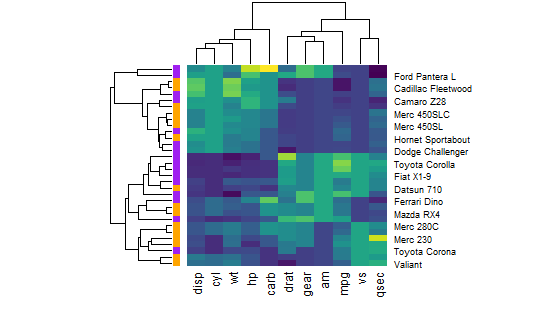 Ford Pantera L
Cadillac Fleetwood
Camaro Z28
Merc 450SLC
Merc 450SL
Hornet Sportabout
Dodge Challenger
Toyota Corolla
Fiat X1-9
Datsun 710
Ferrari Dino
Mazda RX4
Merc 280C
Merc 230
Toyota Corona
Valiant
disp
cyl
wt
hp
carb
drat
gear
am
mpg
vs
qsec